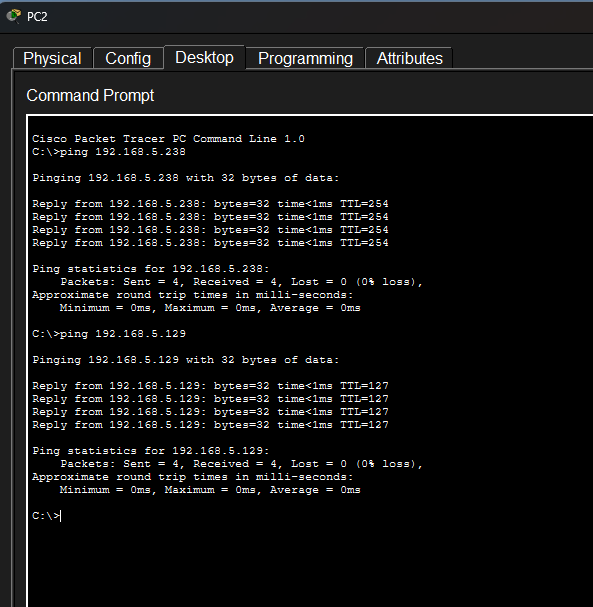 PC2
Physical Config Desktop Programming Attributes
Command Prompt
Cisco Packet Tracer PC Command Line 1.0
C:\>ping 192.168.5.238
Pinging 192.168.5.238 with 32 bytes of data:
Reply from 192.168.5.238: bytes=32 time<1ms TTL=254
Reply from 192.168.5.238: bytes=32 time<1ms TTL=254
Reply from 192.168.5.238: bytes=32 time<1ms TTL=254
Reply from 192.168.5.238: bytes=32 time<1ms TTL=254
Ping statistics for 192.168.5.238:
Packets: Sent = 4, Received = 4, Lost = 0 (0% loss),
Approximate round trip times in milli-seconds:
Minimum = 0ms, Maximum = 0ms, Average = 0ms
C:\>ping 192.168.5.129
Pinging 192.168.5.129 with 32 bytes of data:
Reply from 192.168.5.129: bytes=32 time<1ms TTL=127
Reply from 192.168.5.129: bytes=32 time<1ms TTL=127
Reply from 192.168.5.129: bytes=32 time<1ms TTL=127
Reply from 192.168.5.129: bytes=32 time<1ms TTL=127
Ping statistics for 192.168.5.129:
Packets: Sent = 4, Received = 4, Lost = 0 (0% loss),
Approximate round trip times in milli-seconds:
Minimum = 0ms, Maximum = 0ms, Average = 0ms
C:\>